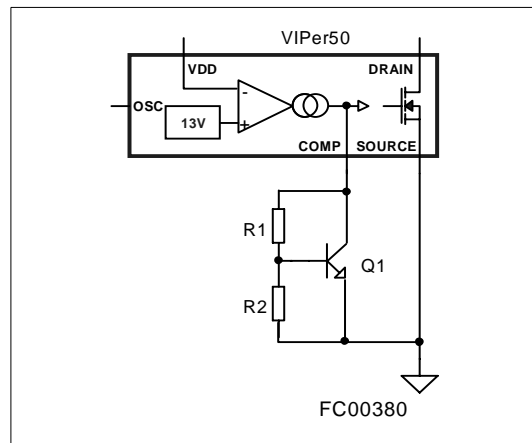 VIPer50
VDD
DRAIN
OSC
-
13V
+
COMP
SOURCE
R1
Q1
R2
FC00380